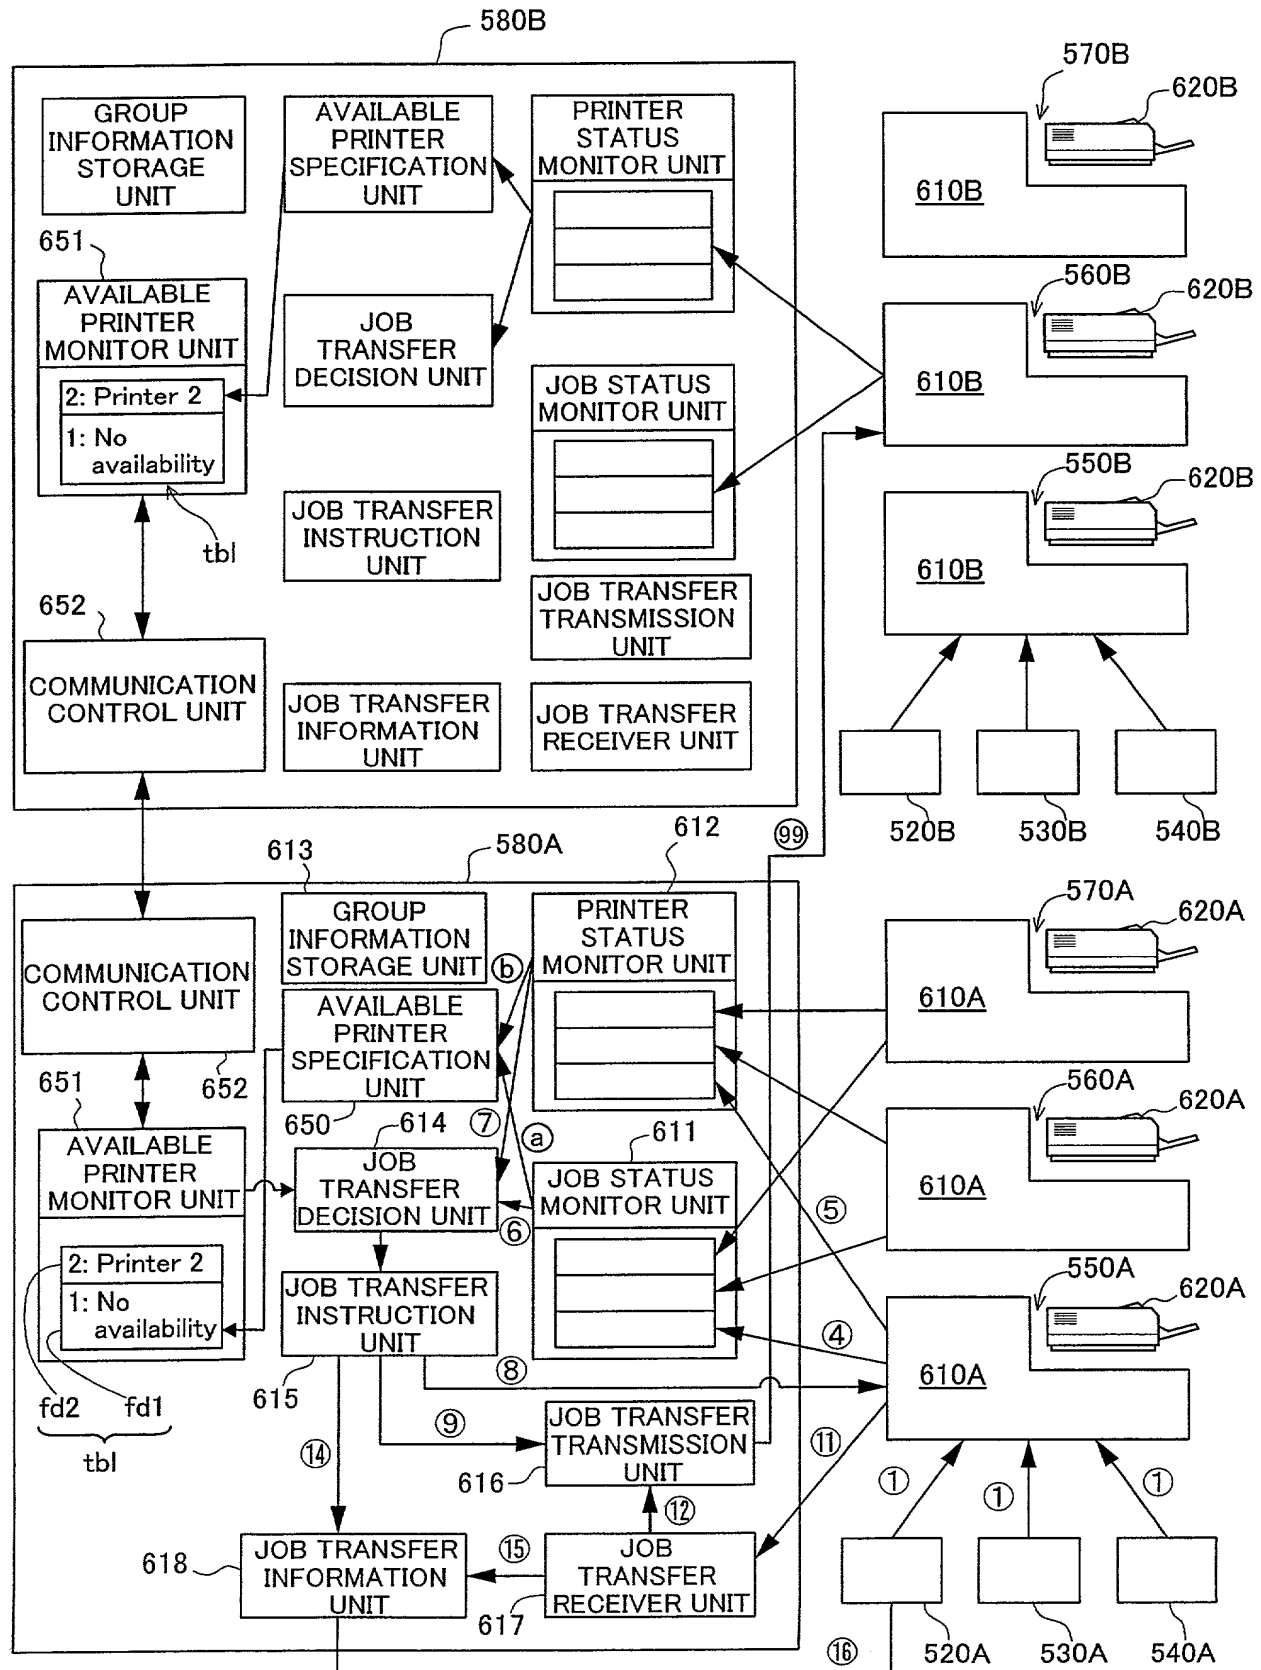 580B
GROUP
INFORMATION
STORAGE
UNIT
AVAILABLE
PRINTER
SPECIFICATION
UNIT
PRINTER
STATUS
MONITOR UNIT
651
AVAILABLE
PRINTER
MONITOR UNIT
2: Printer 2
1: No
availability
tbl
JOB
TRANSFER
DECISION UNIT
JOB STATUS
MONITOR UNIT
JOB TRANSFER
INSTRUCTION
UNIT
JOB TRANSFER
TRANSMISSION
UNIT
652
COMMUNICATION
CONTROL UNIT
JOB TRANSFER
INFORMATION
UNIT
JOB TRANSFER
RECEIVER UNIT
570B
620B
610B
560B
620B
610B
550B
620B
610B
520B
530B
540B
99
580A
612
613
COMMUNICATION
CONTROL UNIT
652
GROUP
INFORMATION
STORAGE UNIT
PRINTER
STATUS
MONITOR UNIT
b
AVAILABLE
PRINTER
SPECIFICATION
UNIT
650
651
AVAILABLE
PRINTER
MONITOR UNIT
2: Printer 2
1: No
availability
fd2
fd1
tbl
614
⑦
a
611
JOB
TRANSFER
DECISION UNIT
⑥
JOB STATUS
MONITOR UNIT
⑤
④
JOB TRANSFER
INSTRUCTION
UNIT
615
⑧
⑨
⑭
JOB TRANSFER
TRANSMISSION
UNIT
616
⑫
⑪
618
JOB TRANSFER
INFORMATION
UNIT
⑮
JOB
TRANSFER
RECEIVER UNIT
617
570A
620A
610A
560A
620A
610A
550A
620A
610A
①
①
①
520A
530A
540A
⑯